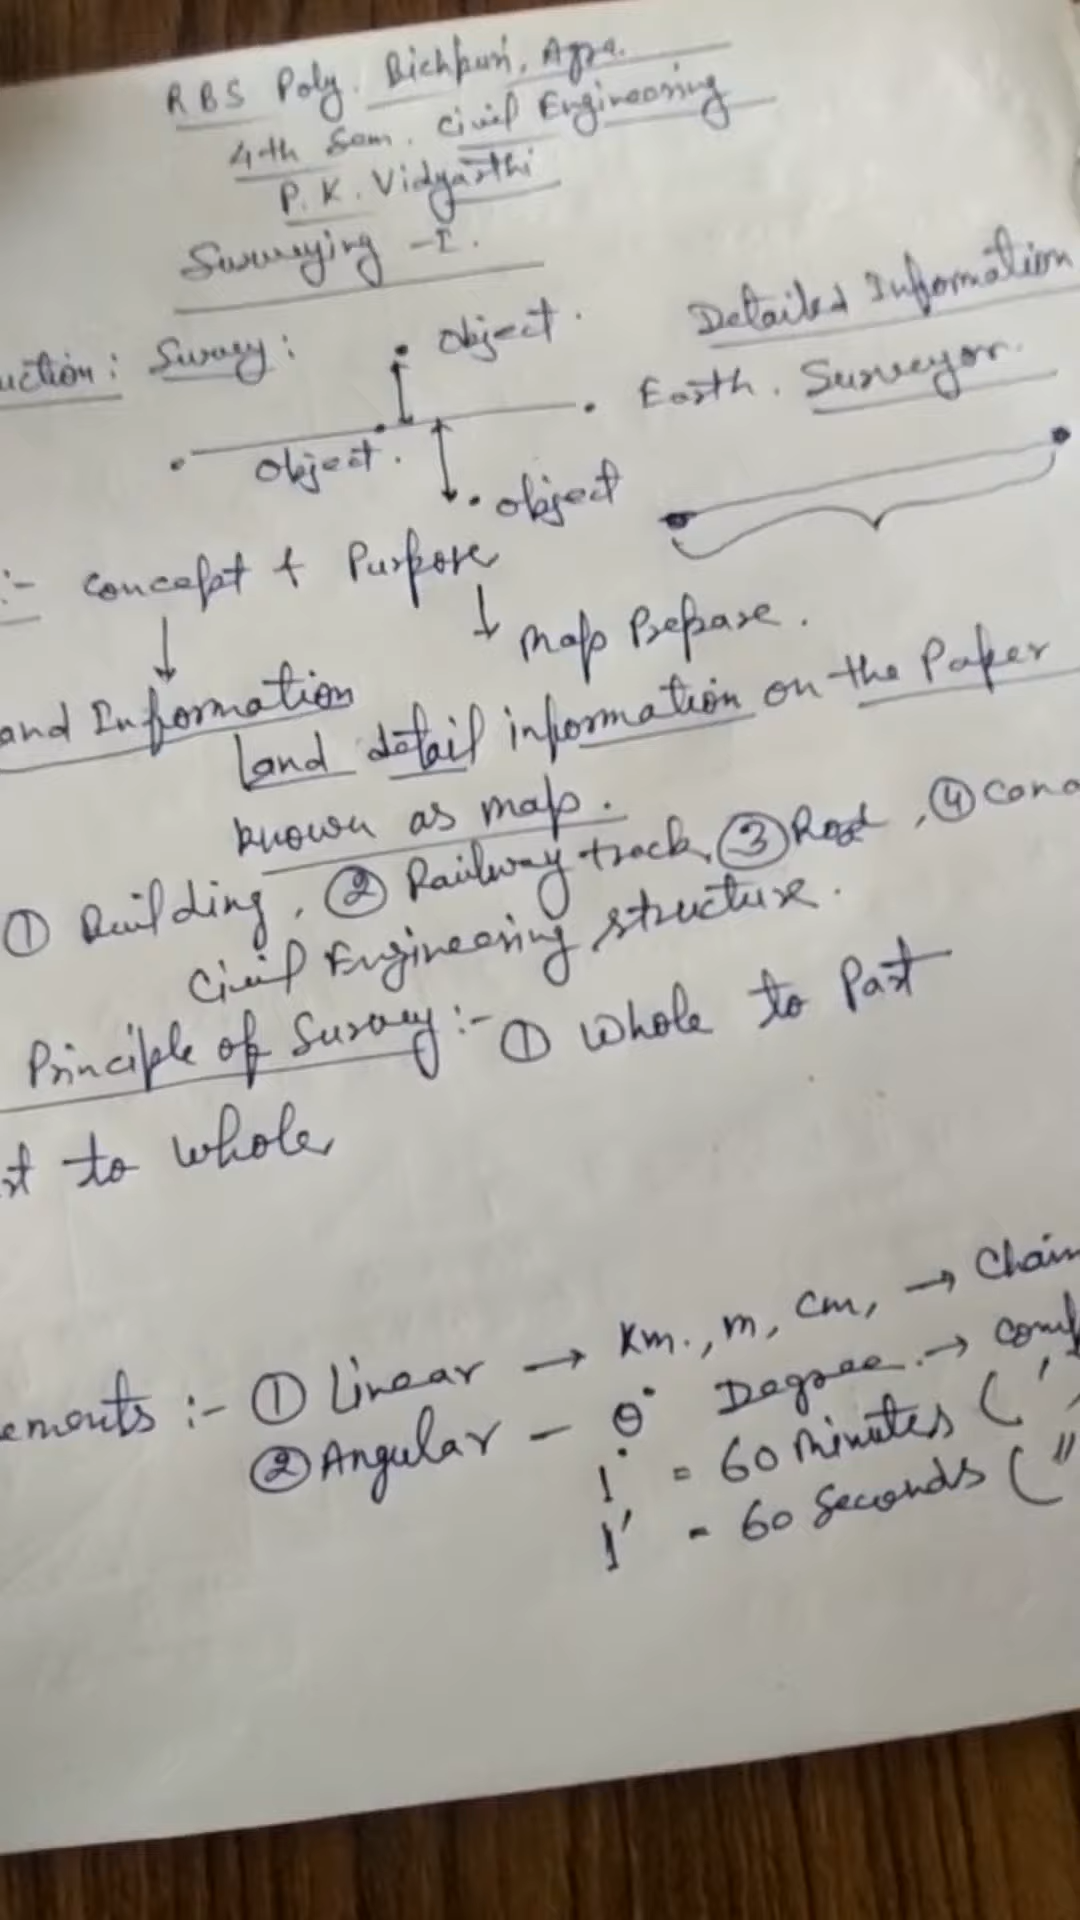 RBS Poly. Bichpuri, Agra.
4th Sem. Civil Engineering
P. K. Vidyarthi
Surveying -I.
uction: Survey: Object. Detailed Information
Object. Earth. Surveyor.
Object
:- Concept & Purpose
Map Prepare.
and Information
Land detail information on the Paper
known as map.
① Building, ② Railway track, ③ Road, ④ Cana
Civil Engineering structure.
Principle of Survey:- ① Whole to Part
rt to whole
ements :- ① Linear → Km., m, cm, → Chain
② Angular - θ° Degree. → Comp
1° = 60 Minutes (',
1' = 60 Seconds ("